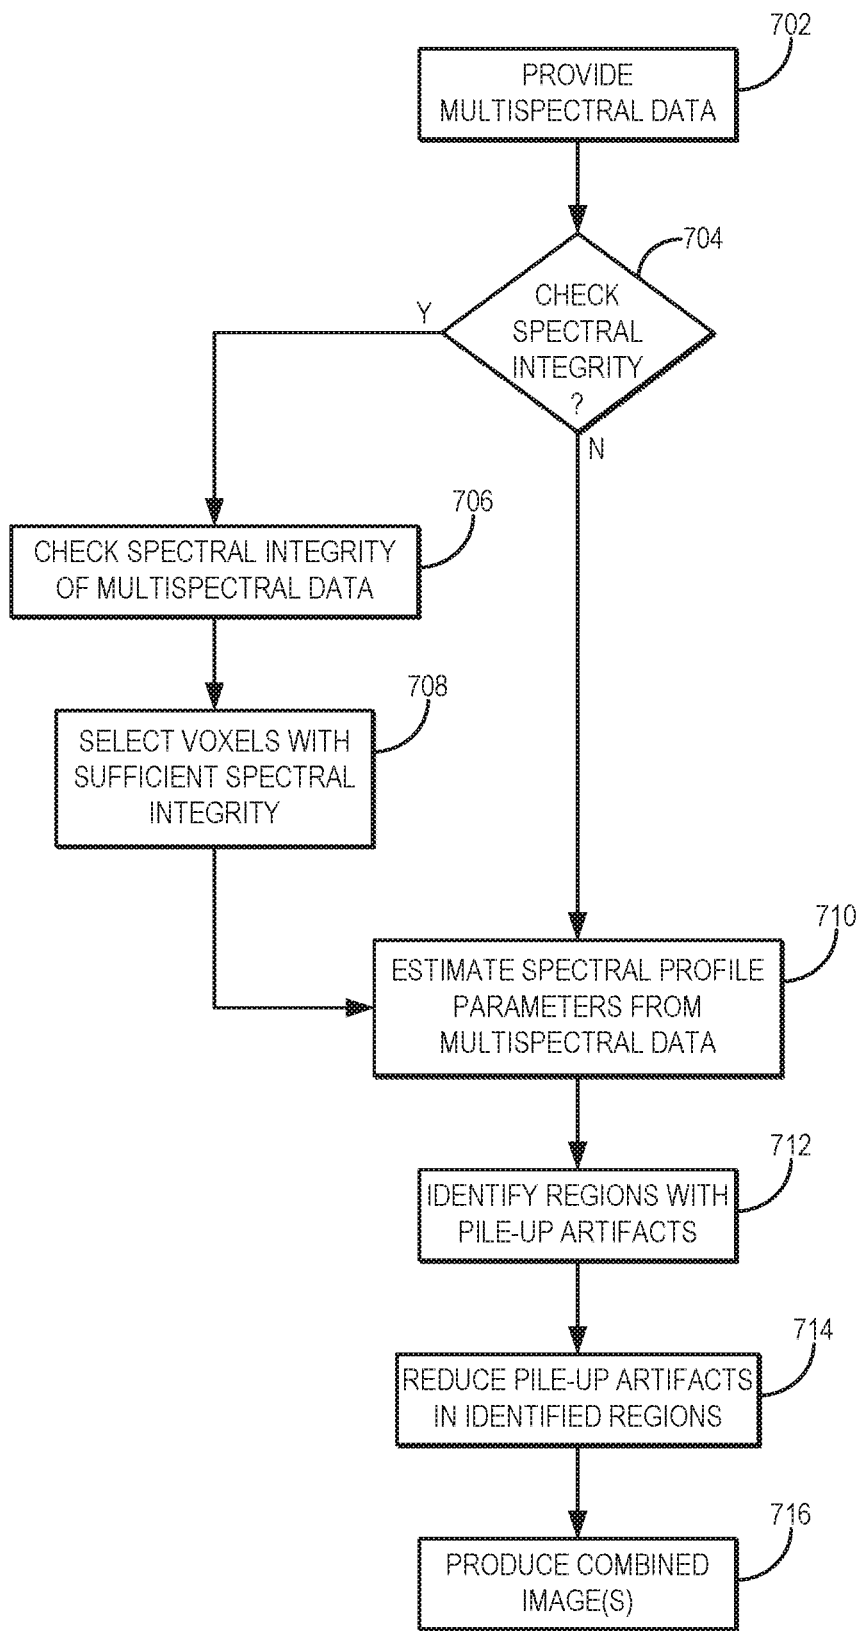 702
PROVIDE
MULTISPECTRAL DATA
704
CHECK
SPECTRAL
INTEGRITY
?
Y
N
706
CHECK SPECTRAL INTEGRITY
OF MULTISPECTRAL DATA
708
SELECT VOXELS WITH
SUFFICIENT SPECTRAL
INTEGRITY
710
ESTIMATE SPECTRAL PROFILE
PARAMETERS FROM
MULTISPECTRAL DATA
712
IDENTIFY REGIONS WITH
PILE-UP ARTIFACTS
714
REDUCE PILE-UP ARTIFACTS
IN IDENTIFIED REGIONS
716
PRODUCE COMBINED
IMAGE(S)